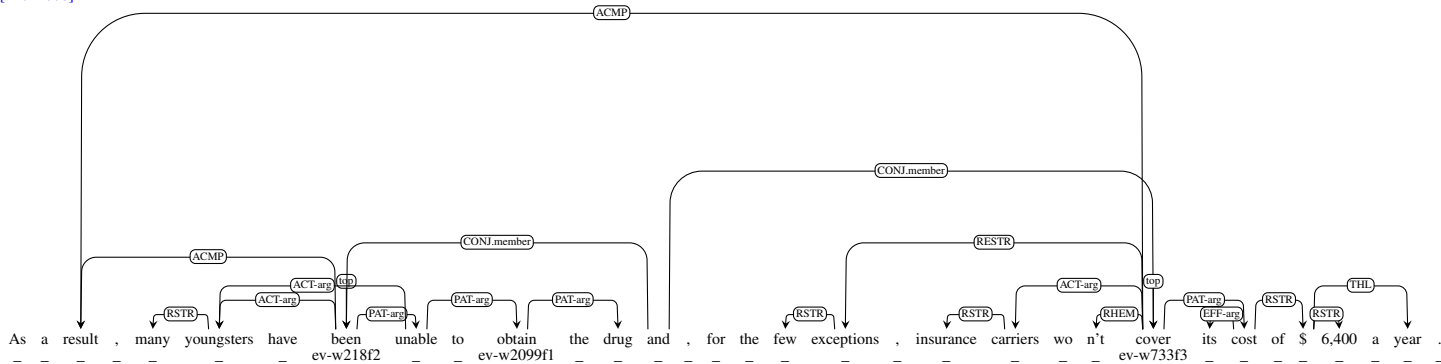 ACMP
CONJ.member
CONJ.member RESTR
ACMP
ACT-arg top ACT-arg top THL
ACT-arg PAT-arg PAT-arg PAT-arg RSTR
RSTR PAT-arg RSTR RSTR RHEM EFF-arg RSTR
As a result , many youngsters have been unable to obtain the drug and , for the few exceptions , insurance carriers wo n't cover its cost of $ 6,400 a year .
_ _ _ _ _ _ _ ev-w218f2 _ _ ev-w2099f1 _ _ _ _ _ _ _ _ _ _ _ _ _ ev-w733f3 _ _ _ _ _ _ _ _